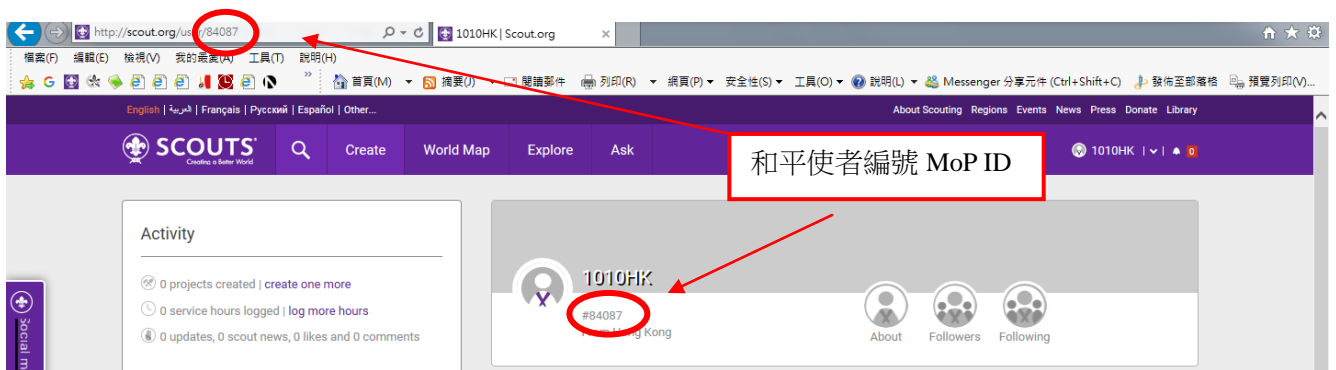 http://scout.org/user/84087
1010HK | Scout.org
檔案(F) 編輯(E) 檢視(V) 我的最愛(A) 工具(T) 說明(H)
首頁(M) 摘要(J) 閱讀郵件 列印(R) 網頁(P) 安全性(S) 工具(O) 說明(L) Messenger 分享元件 (Ctrl+Shift+C) 發佈至部落格 預覽列印(V)...
English | العربية | Français | Русский | Español | Other...
About Scouting Regions Events News Press Donate Library
SCOUTS
Creating a Better World
Create World Map Explore Ask
1010HK 0
和平使者編號 MoP ID
Activity
0 projects created | create one more
0 service hours logged | log more hours
0 updates, 0 scout news, 0 likes and 0 comments
1010HK
#84087
From Hong Kong
About Followers Following
Social m